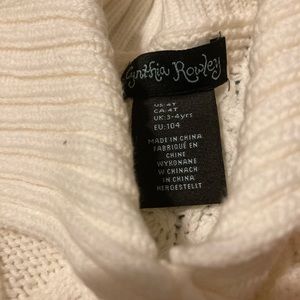 Cynthia Rowley
US:4T
CA:4T
UK:3-4yrs
EU:104
MADE IN CHINA
FABRIQUÉ EN
CHINE
WYKONANE
W CHINACH
IN CHINA
HERGESTELLT